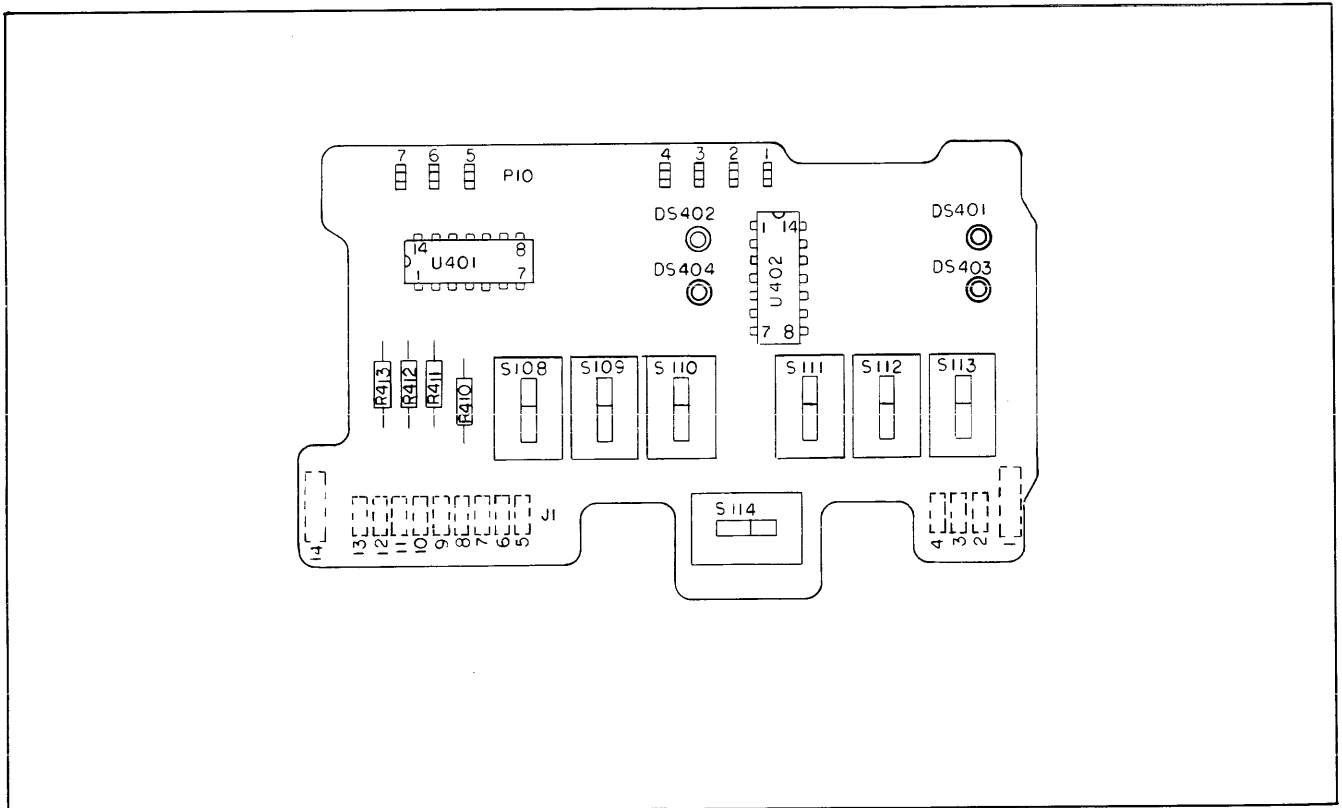 7 6 5 P10 4 3 2 1
DS402 DS401
1 14
14 8
U401
1 7
DS404 U402 DS403
7 8
R413 R412 R411 R410
S108 S109 S110 S111 S112 S113
S114
J1
14 13 12 11 10 9 8 7 6 5 4 3 2 1